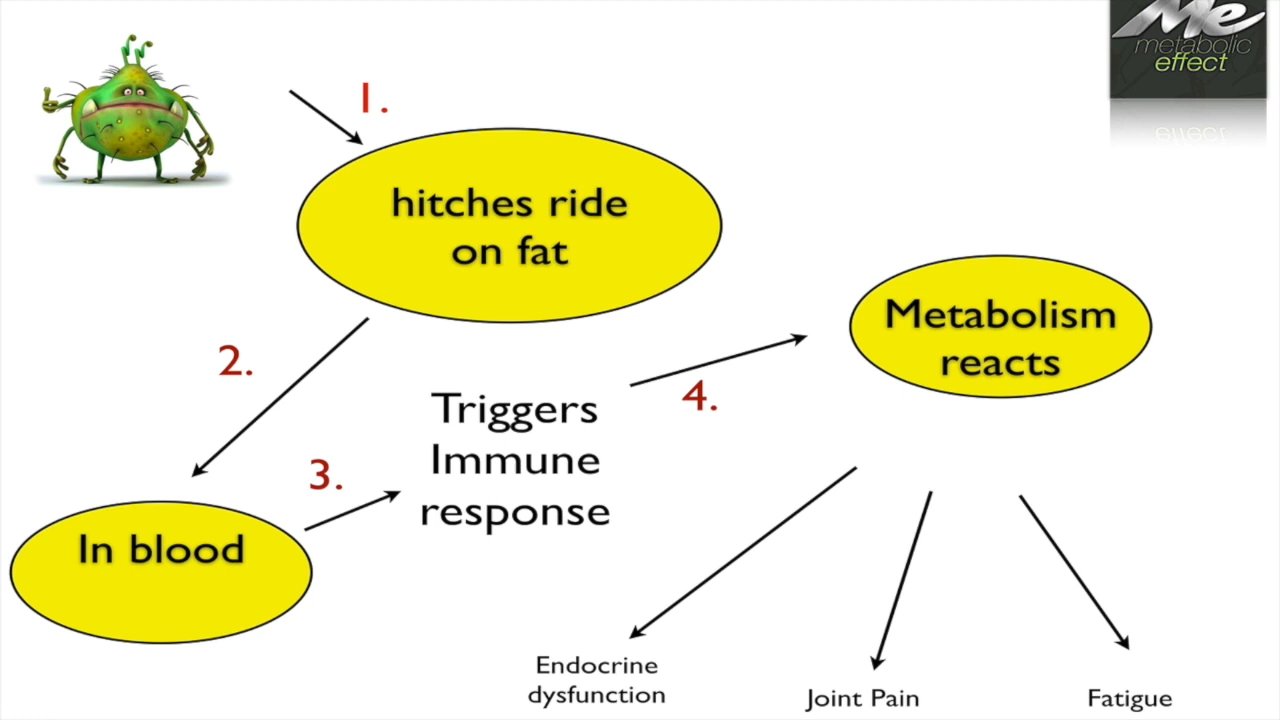 Me
metabolic
effect
1.
hitches ride
on fat
Metabolism
reacts
2.
4.
Triggers
Immune
response
3.
In blood
Endocrine
dysfunction
Joint Pain
Fatigue